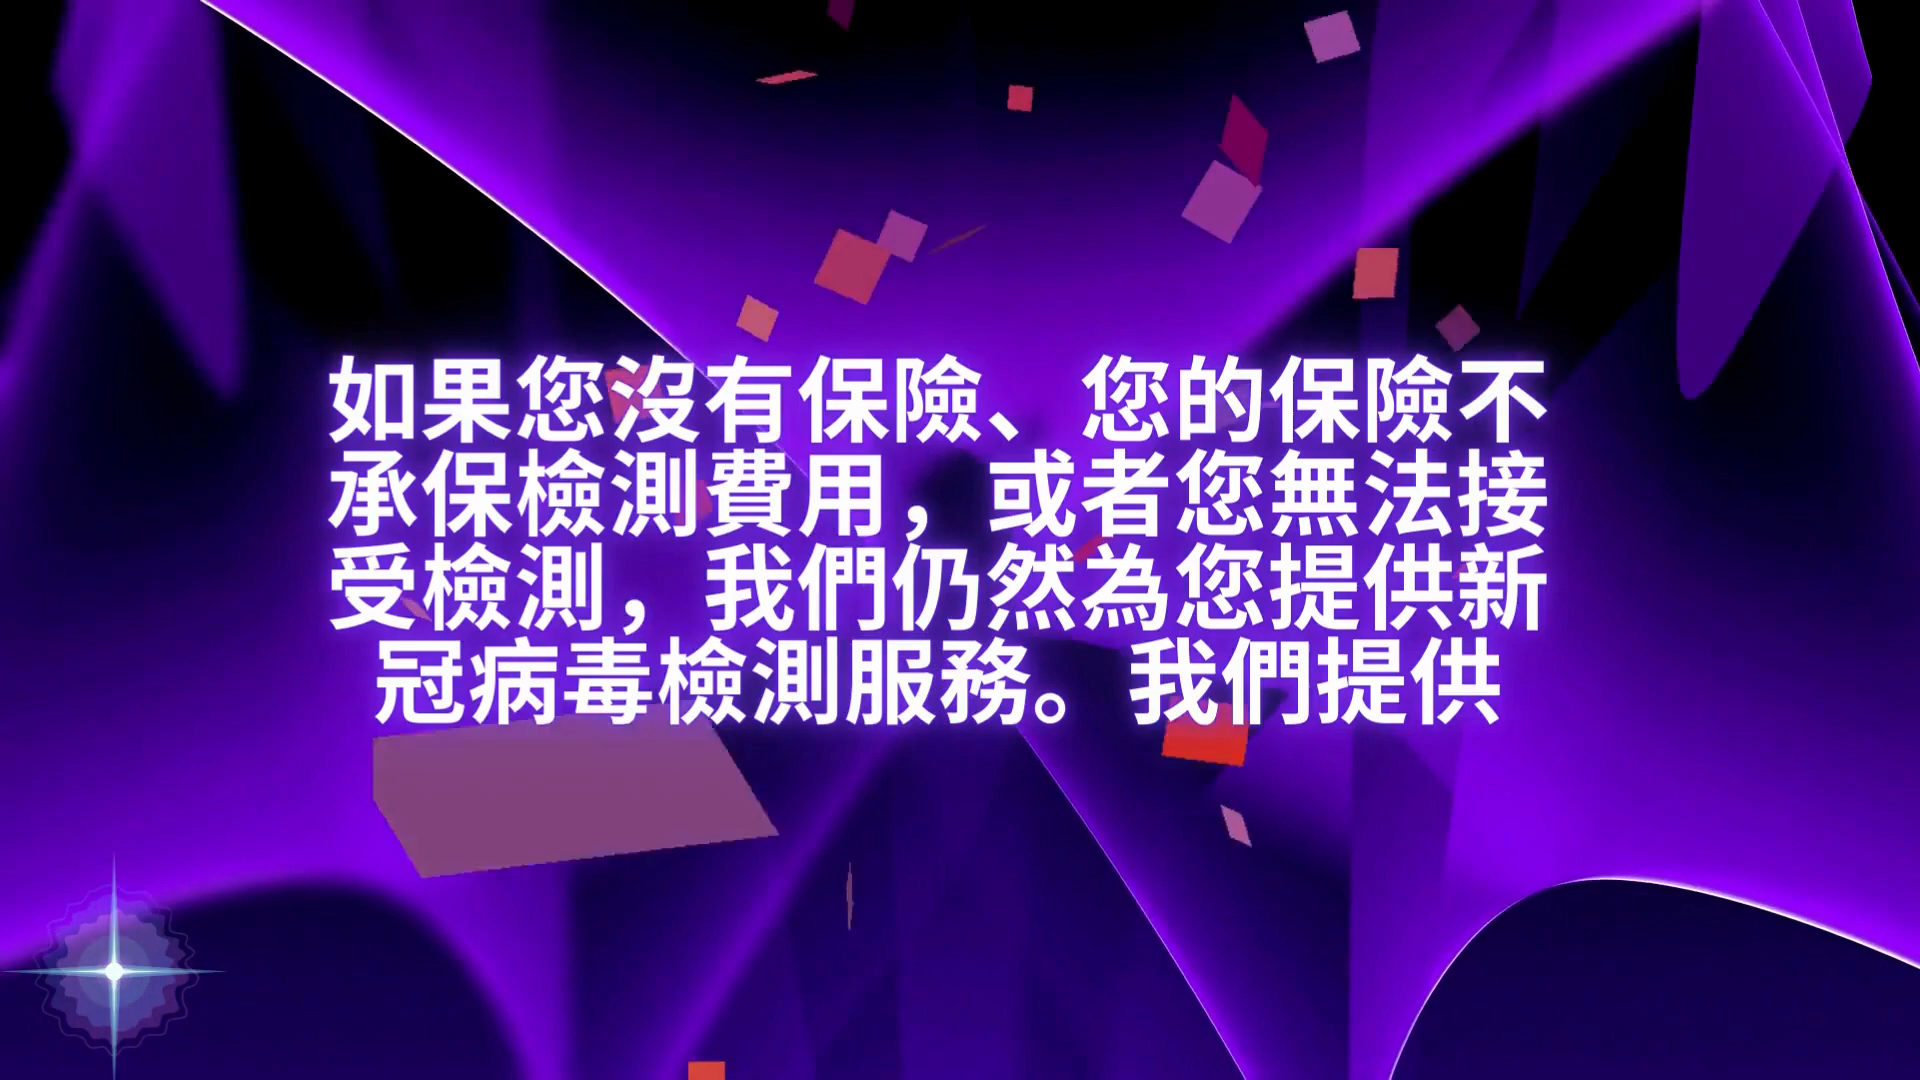 如果您沒有保險、您的保險不
承保檢測費用，或者您無法接
受檢測，我們仍然為您提供新
冠病毒檢測服務。我們提供